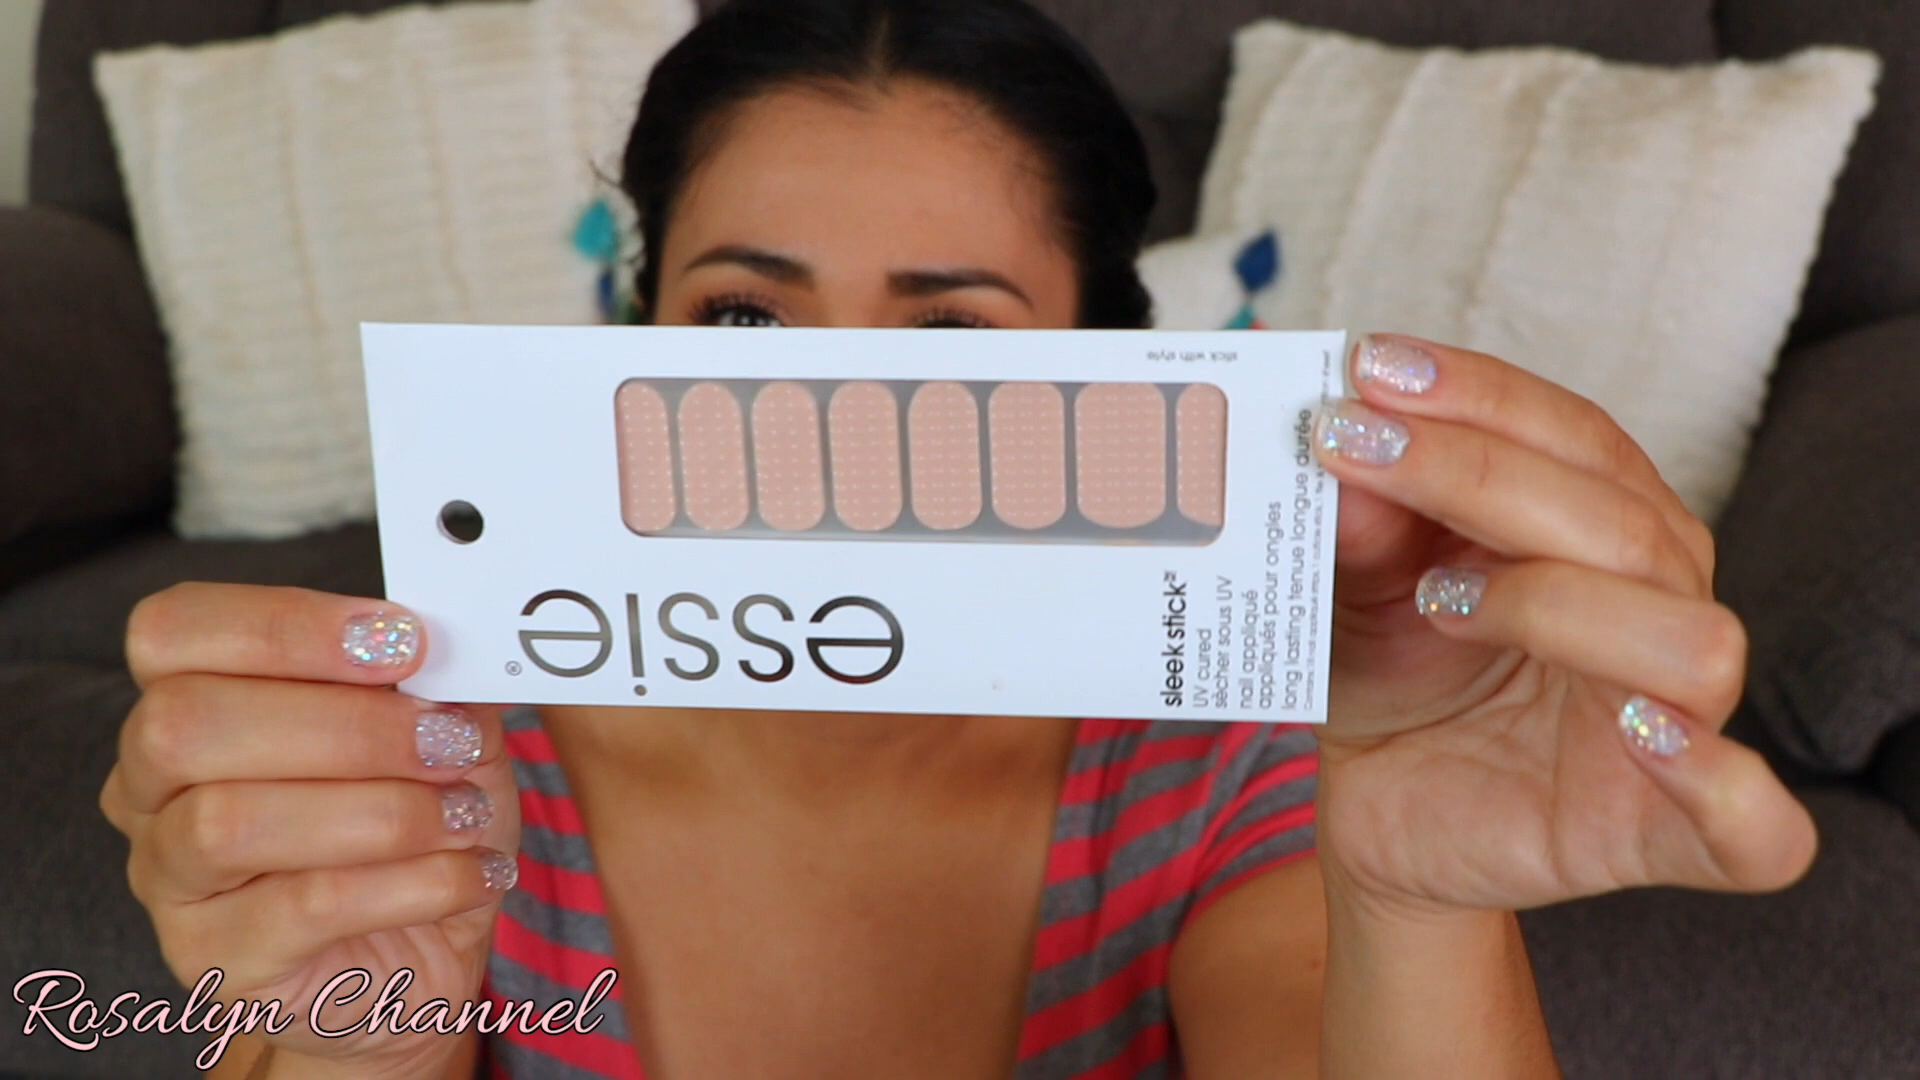 stick with style
essie®
sleek stick
UV cured
sécher sous UV
nail appliqué
appliqués pour ongles
long lasting tenue longue durée
Rosalyn Channel